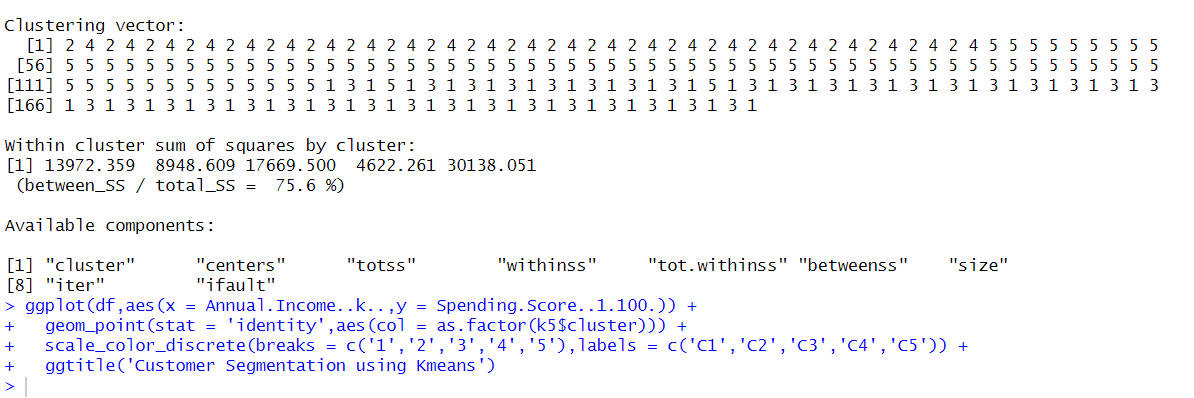 Clustering vector:
[1] 2 4 2 4 2 4 2 4 2 4 2 4 2 4 2 4 2 4 2 4 2 4 2 4 2 4 2 4 2 4 2 4 2 4 2 4 2 4 2 4 2 4 2 4 2 4 5 5 5 5 5 5 5 5 5
[56] 5 5 5 5 5 5 5 5 5 5 5 5 5 5 5 5 5 5 5 5 5 5 5 5 5 5 5 5 5 5 5 5 5 5 5 5 5 5 5 5 5 5 5 5 5 5 5 5 5 5 5 5 5 5 5
[111] 5 5 5 5 5 5 5 5 5 5 5 5 5 1 3 1 5 1 3 1 3 1 3 1 3 1 3 1 3 1 3 1 5 1 3 1 3 1 3 1 3 1 3 1 3 1 3 1 3 1 3 1 3 1 3
[166] 1 3 1 3 1 3 1 3 1 3 1 3 1 3 1 3 1 3 1 3 1 3 1 3 1 3 1 3 1 3 1 3 1 3 1
Within cluster sum of squares by cluster:
[1] 13972.359  8948.609 17669.500  4622.261 30138.051
(between_SS / total_SS =  75.6 %)
Available components:
[1] "cluster"      "centers"      "totss"        "withinss"     "tot.withinss" "betweenss"    "size"
[8] "iter"         "ifault"
> ggplot(df,aes(x = Annual.Income..k..,y = Spending.Score..1.100.)) +
+   geom_point(stat = 'identity',aes(col = as.factor(k5$cluster))) +
+   scale_color_discrete(breaks = c('1','2','3','4','5'),labels = c('C1','C2','C3','C4','C5')) +
+   ggtitle('Customer Segmentation using Kmeans')
>